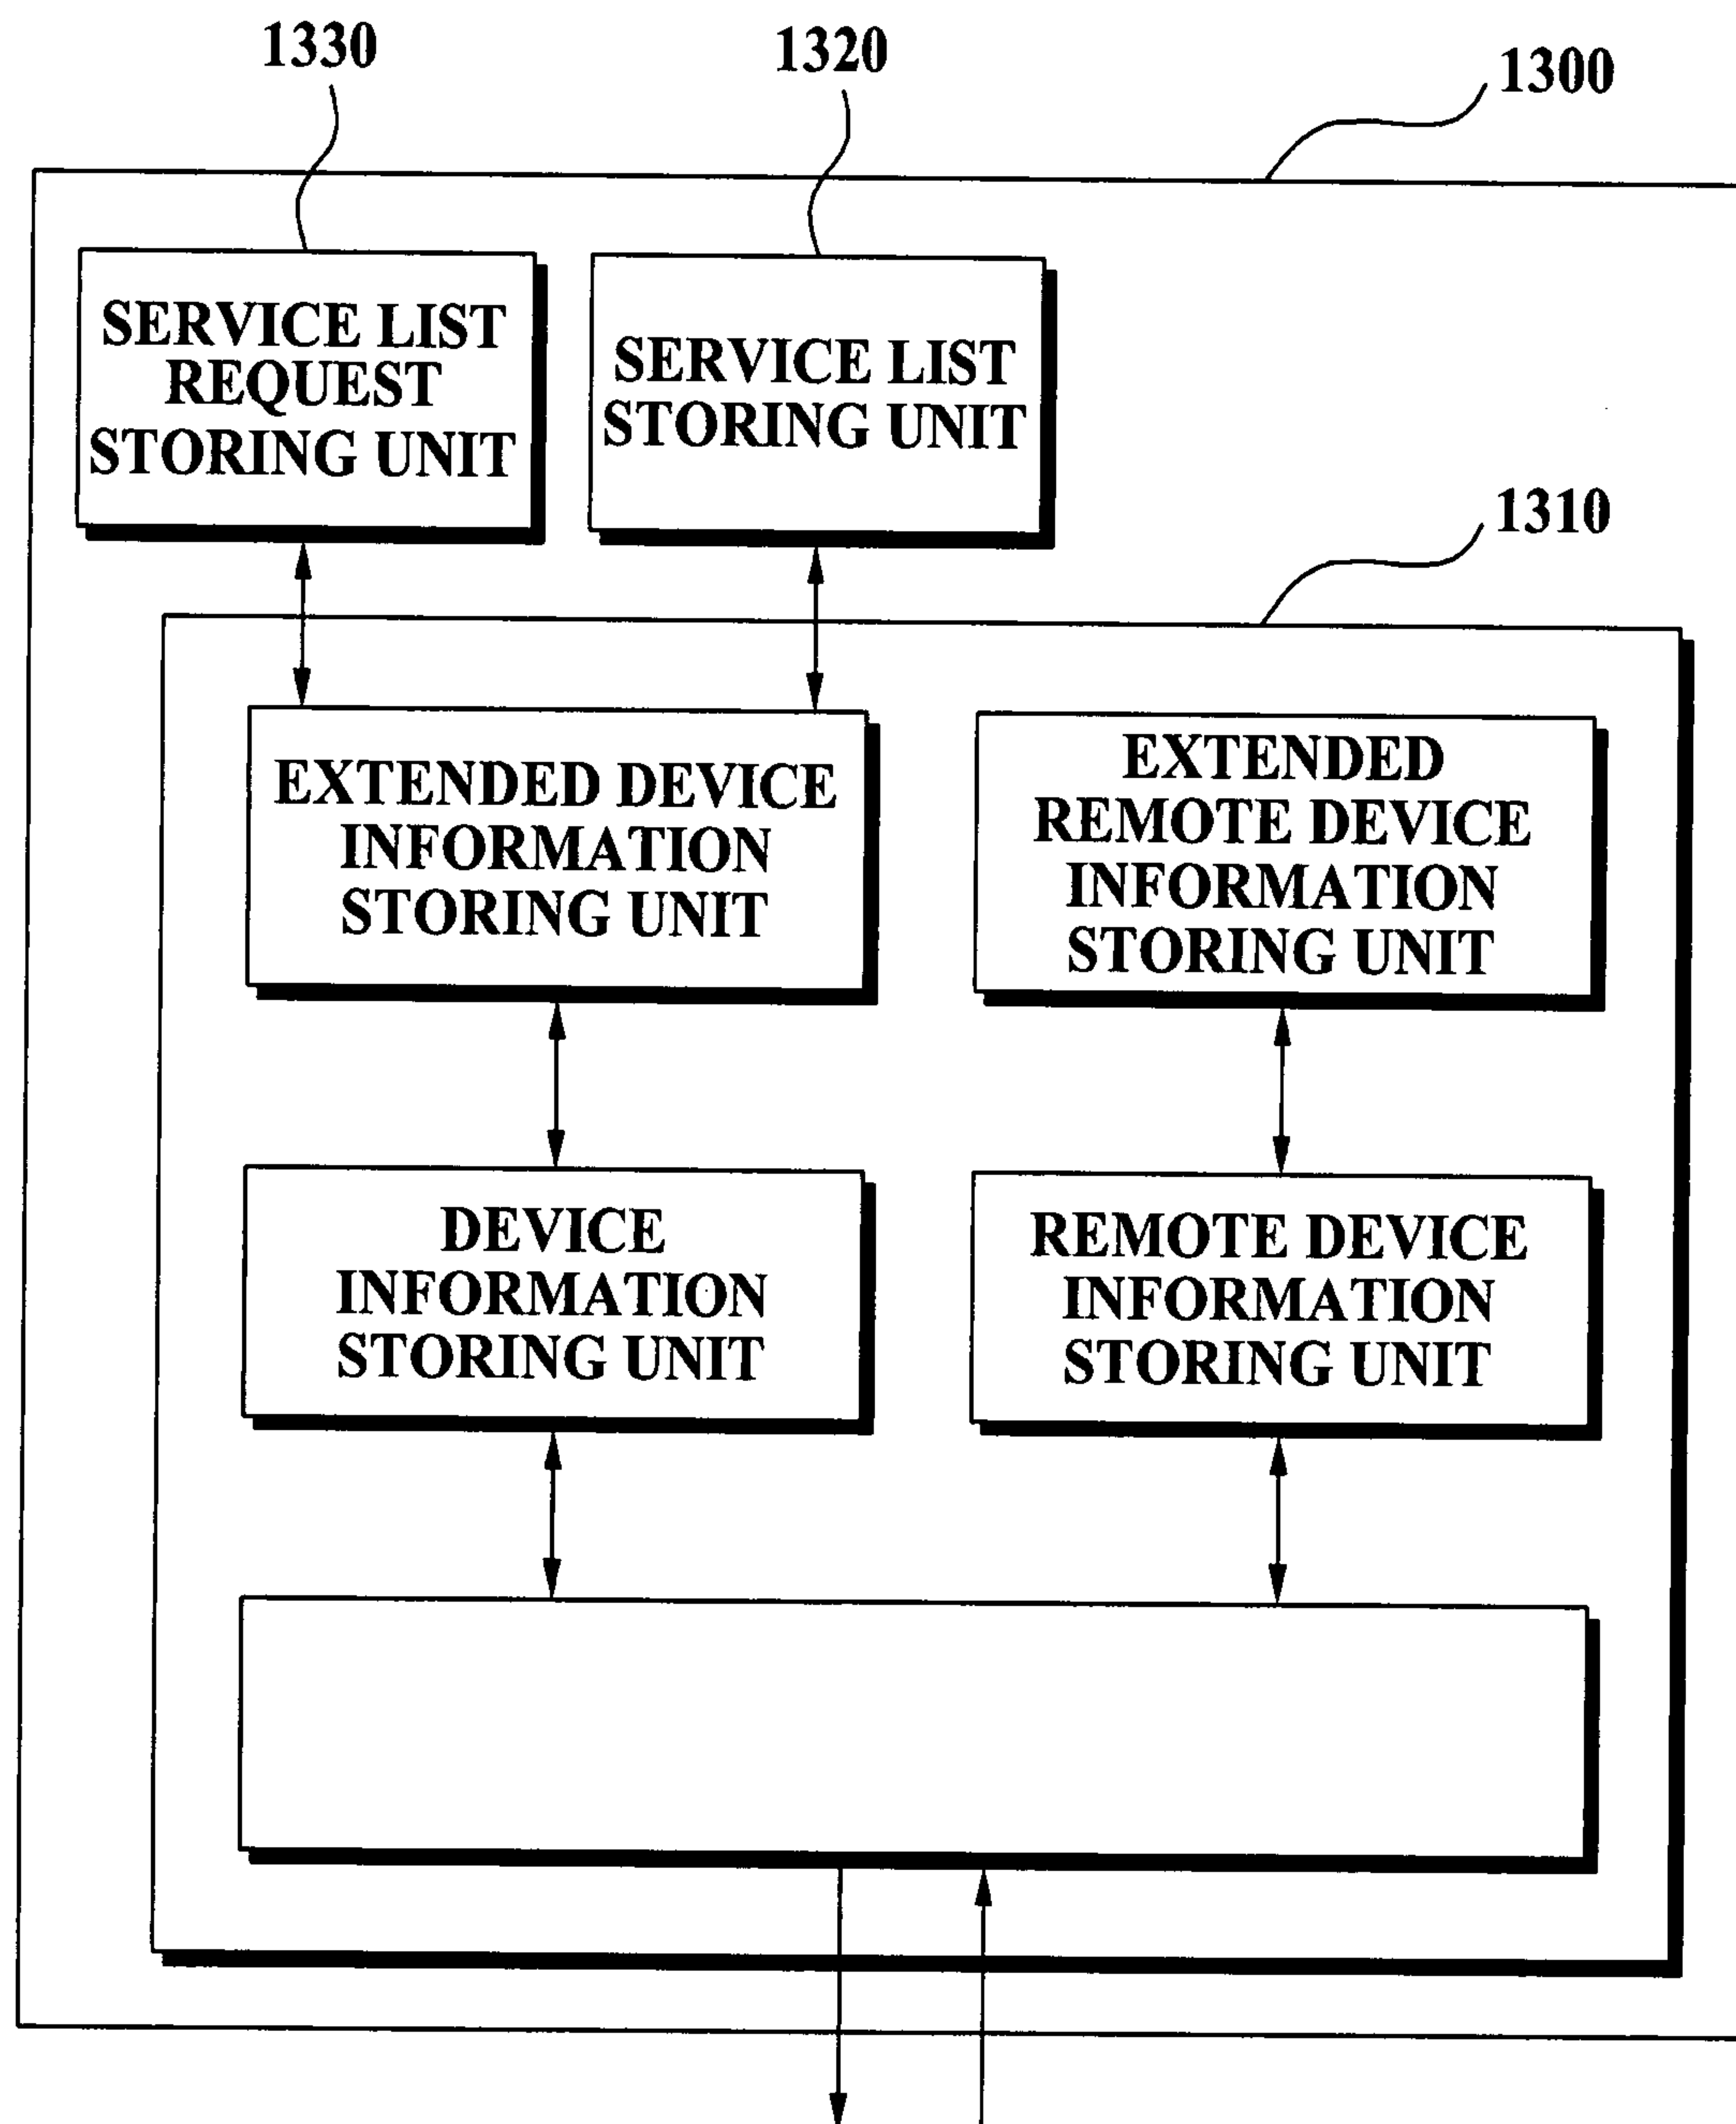 1330
1320
1300
SERVICE LIST
REQUEST
STORING UNIT
SERVICE LIST
STORING UNIT
1310
EXTENDED DEVICE
INFORMATION
STORING UNIT
EXTENDED
REMOTE DEVICE
INFORMATION
STORING UNIT
DEVICE
INFORMATION
STORING UNIT
REMOTE DEVICE
INFORMATION
STORING UNIT